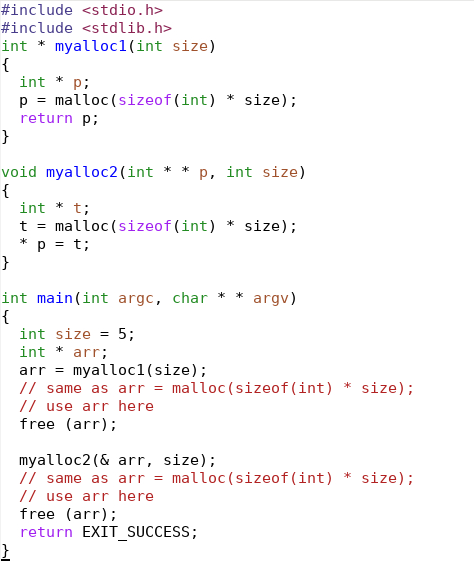 #include <stdio.h>
#include <stdlib.h>
int * myalloc1(int size)
{
  int * p;
  p = malloc(sizeof(int) * size);
  return p;
}

void myalloc2(int * * p, int size)
{
  int * t;
  t = malloc(sizeof(int) * size);
  * p = t;
}

int main(int argc, char * * argv)
{
  int size = 5;
  int * arr;
  arr = myalloc1(size);
  // same as arr = malloc(sizeof(int) * size);
  // use arr here
  free (arr);

  myalloc2(& arr, size);
  // same as arr = malloc(sizeof(int) * size);
  // use arr here
  free (arr);
  return EXIT_SUCCESS;
}